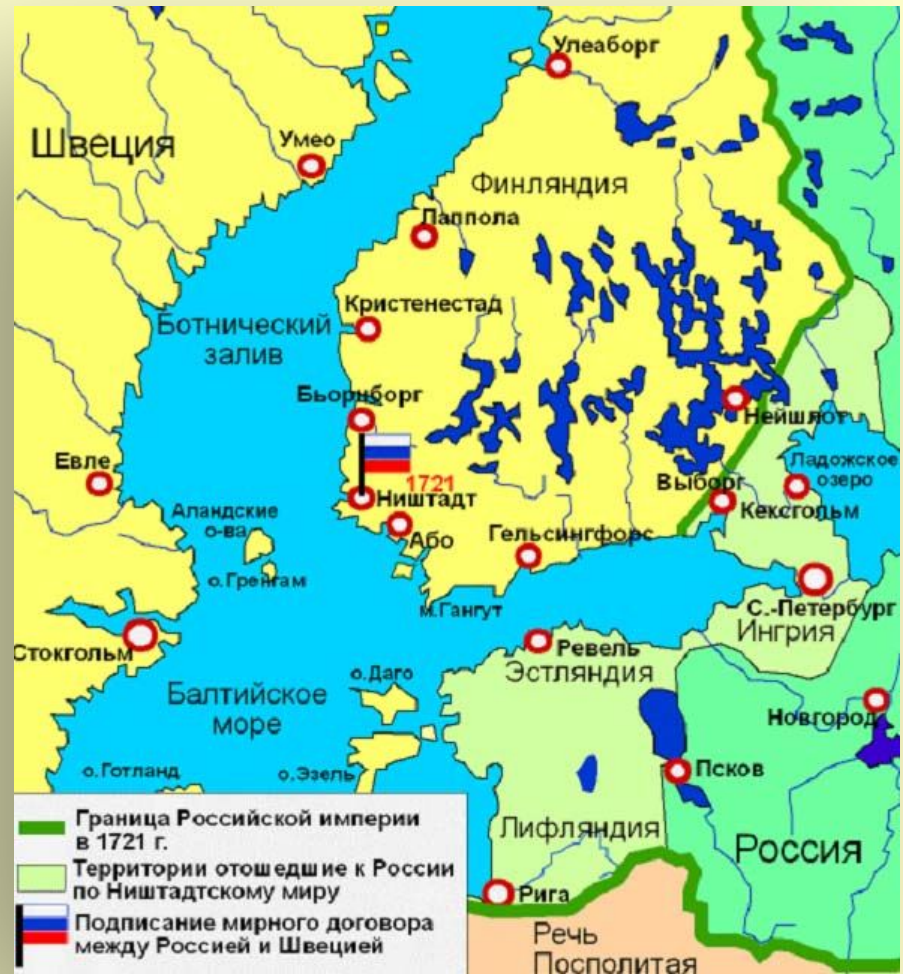 Улеаборг
Швеция
Умео
Финляндия
Лаппола
Кристенестад
Ботнический
залив
Бьорнборг
Нейшлот
Евле
1721
Ништадт
Выборг
Ладожское
озеро
Кексгольм
Аландские
о-ва
Або
Гельсингфорс
о.Гренгам
м.Гангут
С.-Петербург
Ингрия
Стокгольм
Ревель
Эстляндия
о.Даго
Балтийское
море
Новгород
о.Готланд
о.Эзель
Псков
Лифляндия
Россия
Рига
Речь
Посполитая
Граница Российской империи
в 1721 г.
Территории отошедшие к России
по Ништадтскому миру
Подписание мирного договора
между Россией и Швецией